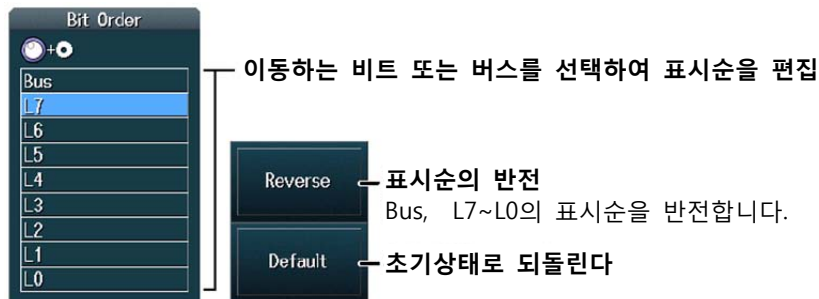 Bit Order
+
Bus
L7
L6
L5
L4
L3
L2
L1
L0
이동하는 비트 또는 버스를 선택하여 표시순을 편집
Reverse
표시순의 반전
Bus, L7~L0의 표시순을 반전합니다.
Default
초기상태로 되돌린다